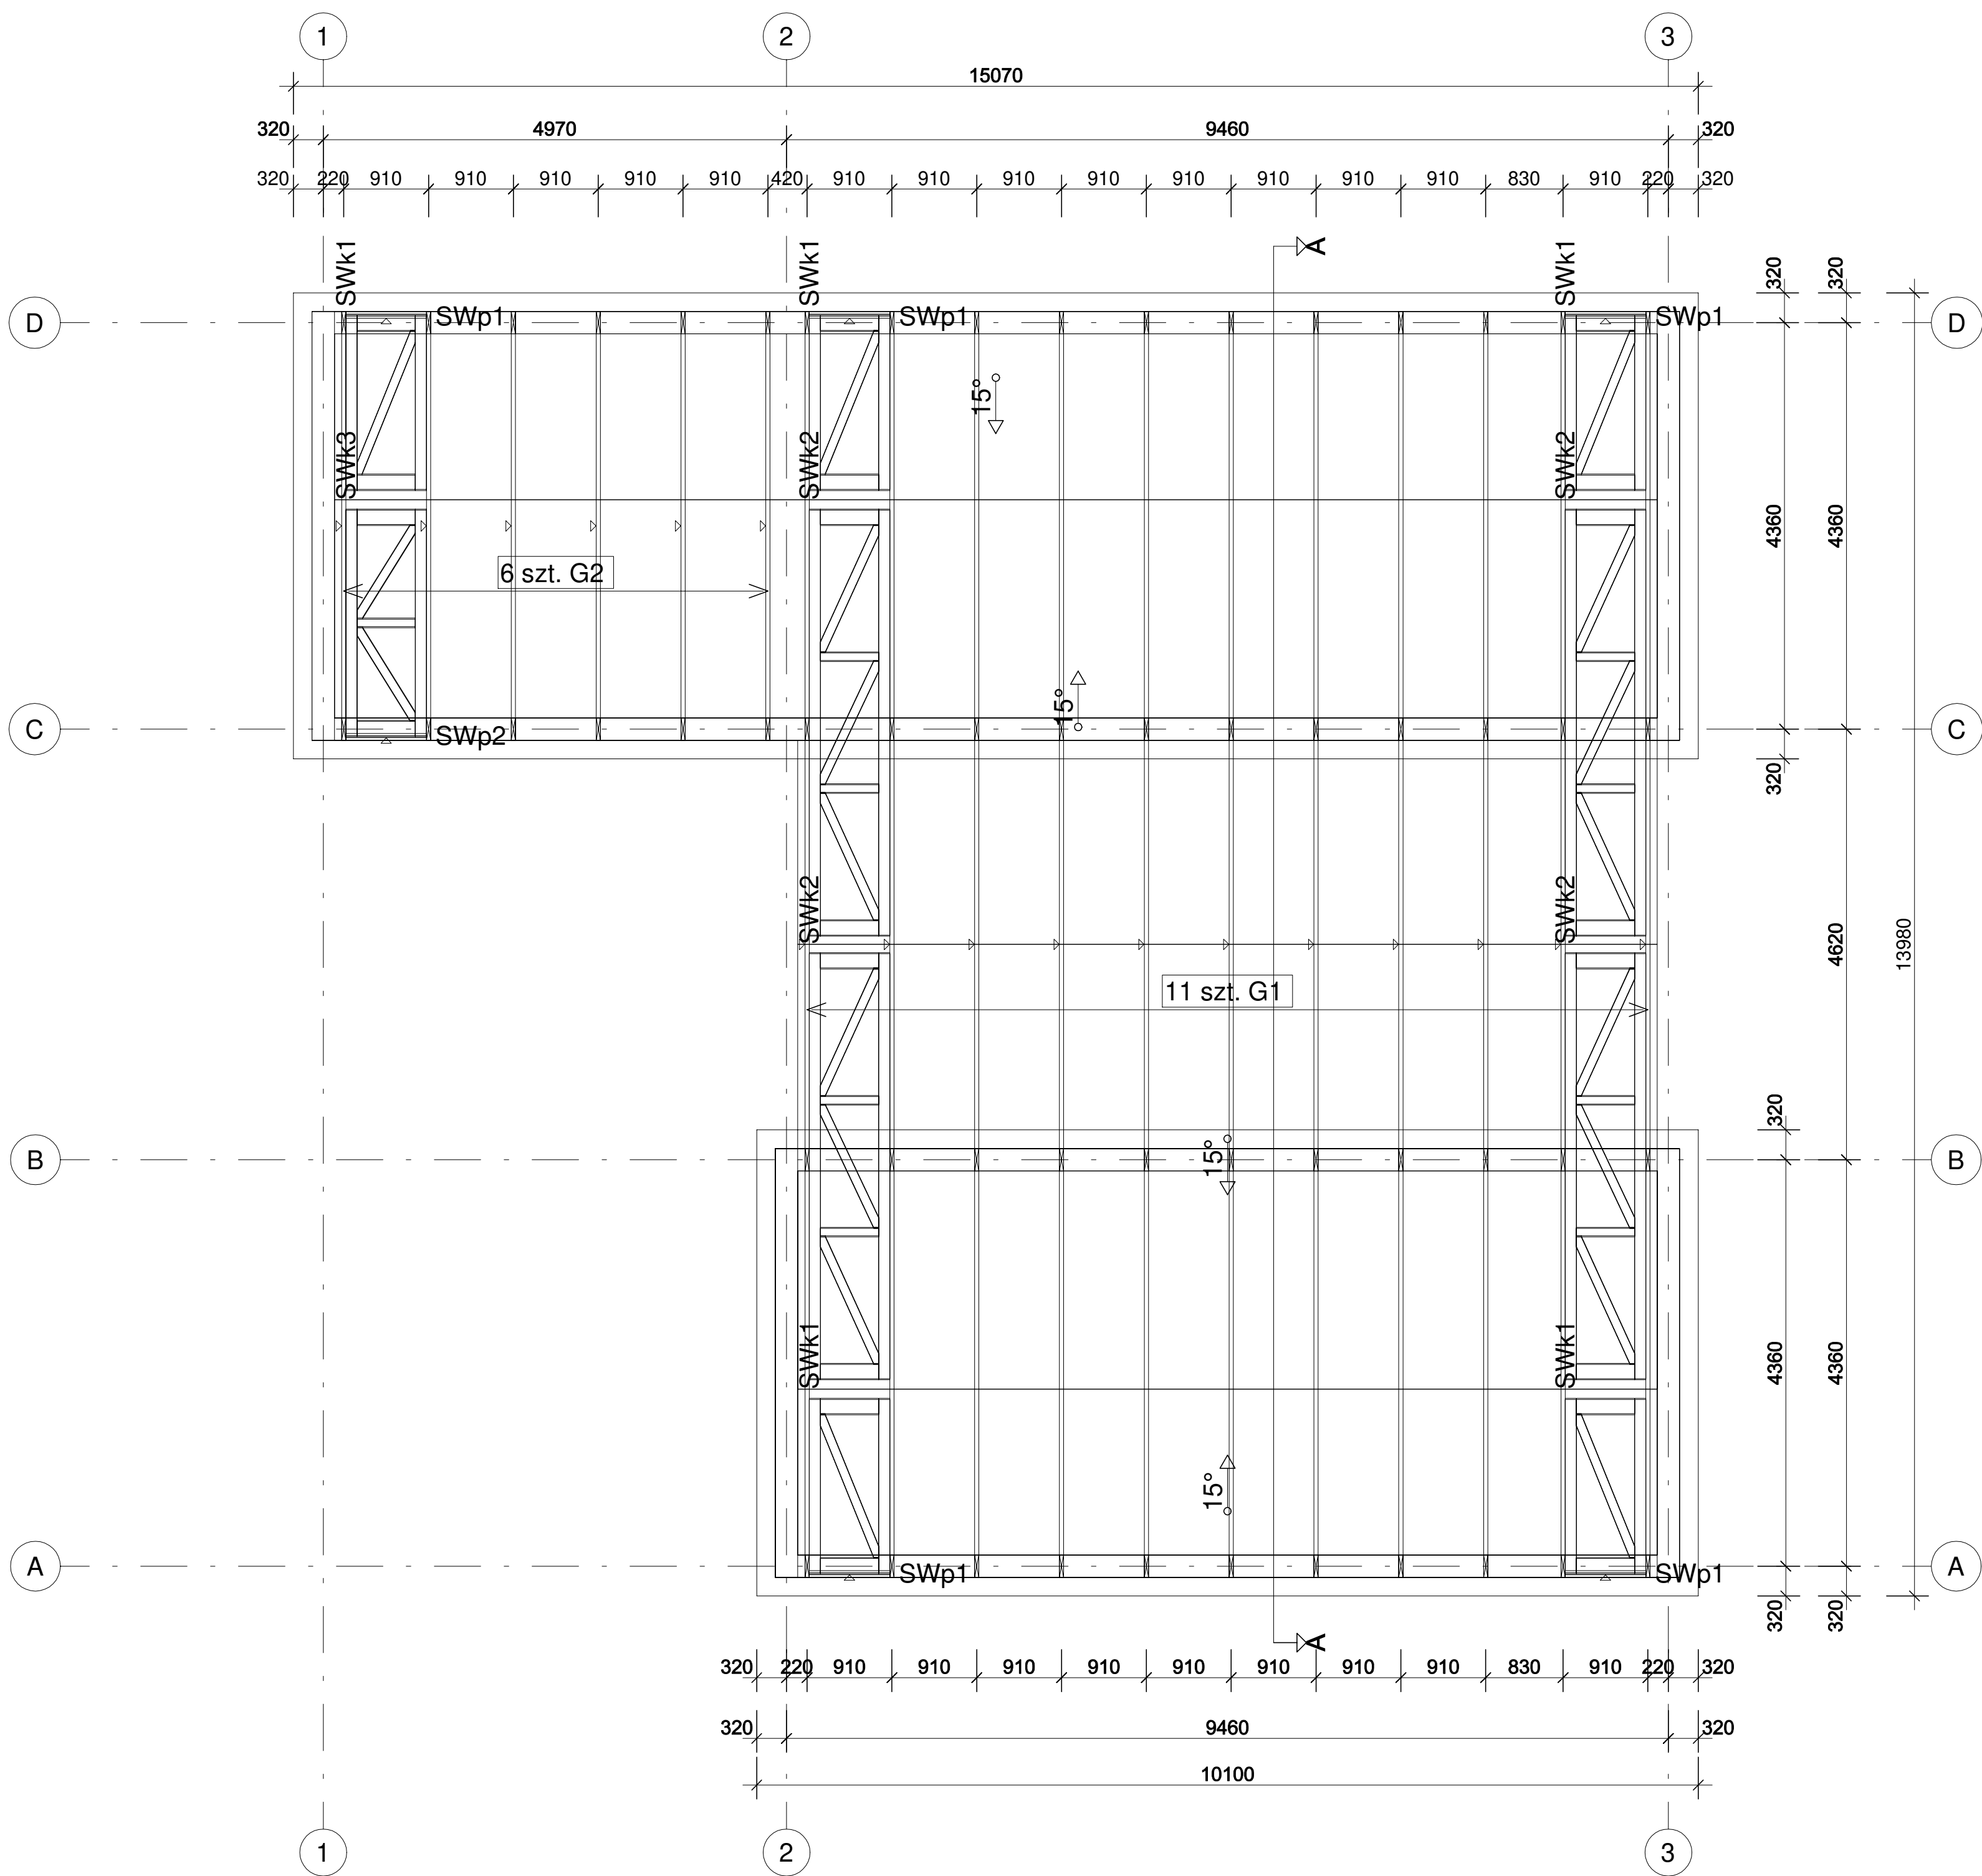 1 2 3
15070
320 4970 9460 320
320 220 910 910 910 910 910 420 910 910 910 910 910 910 910 910 830 910 220 320
A
SWk1 SWk1 SWk1
320 320
D SWp1 SWp1 SWp1 D
15°
SWk3 SWk2 SWk2
4360 4360
6 szt. G2
15°
C SWp2 C
320
SWk2 SWk2
4620 13980
11 szt. G1
320
B 15° B
SWk1 SWk1
4360 4360
15°
A SWp1 SWp1 A
320 320
A
320 220 910 910 910 910 910 910 910 910 830 910 220 320
320 9460 320
10100
1 2 3